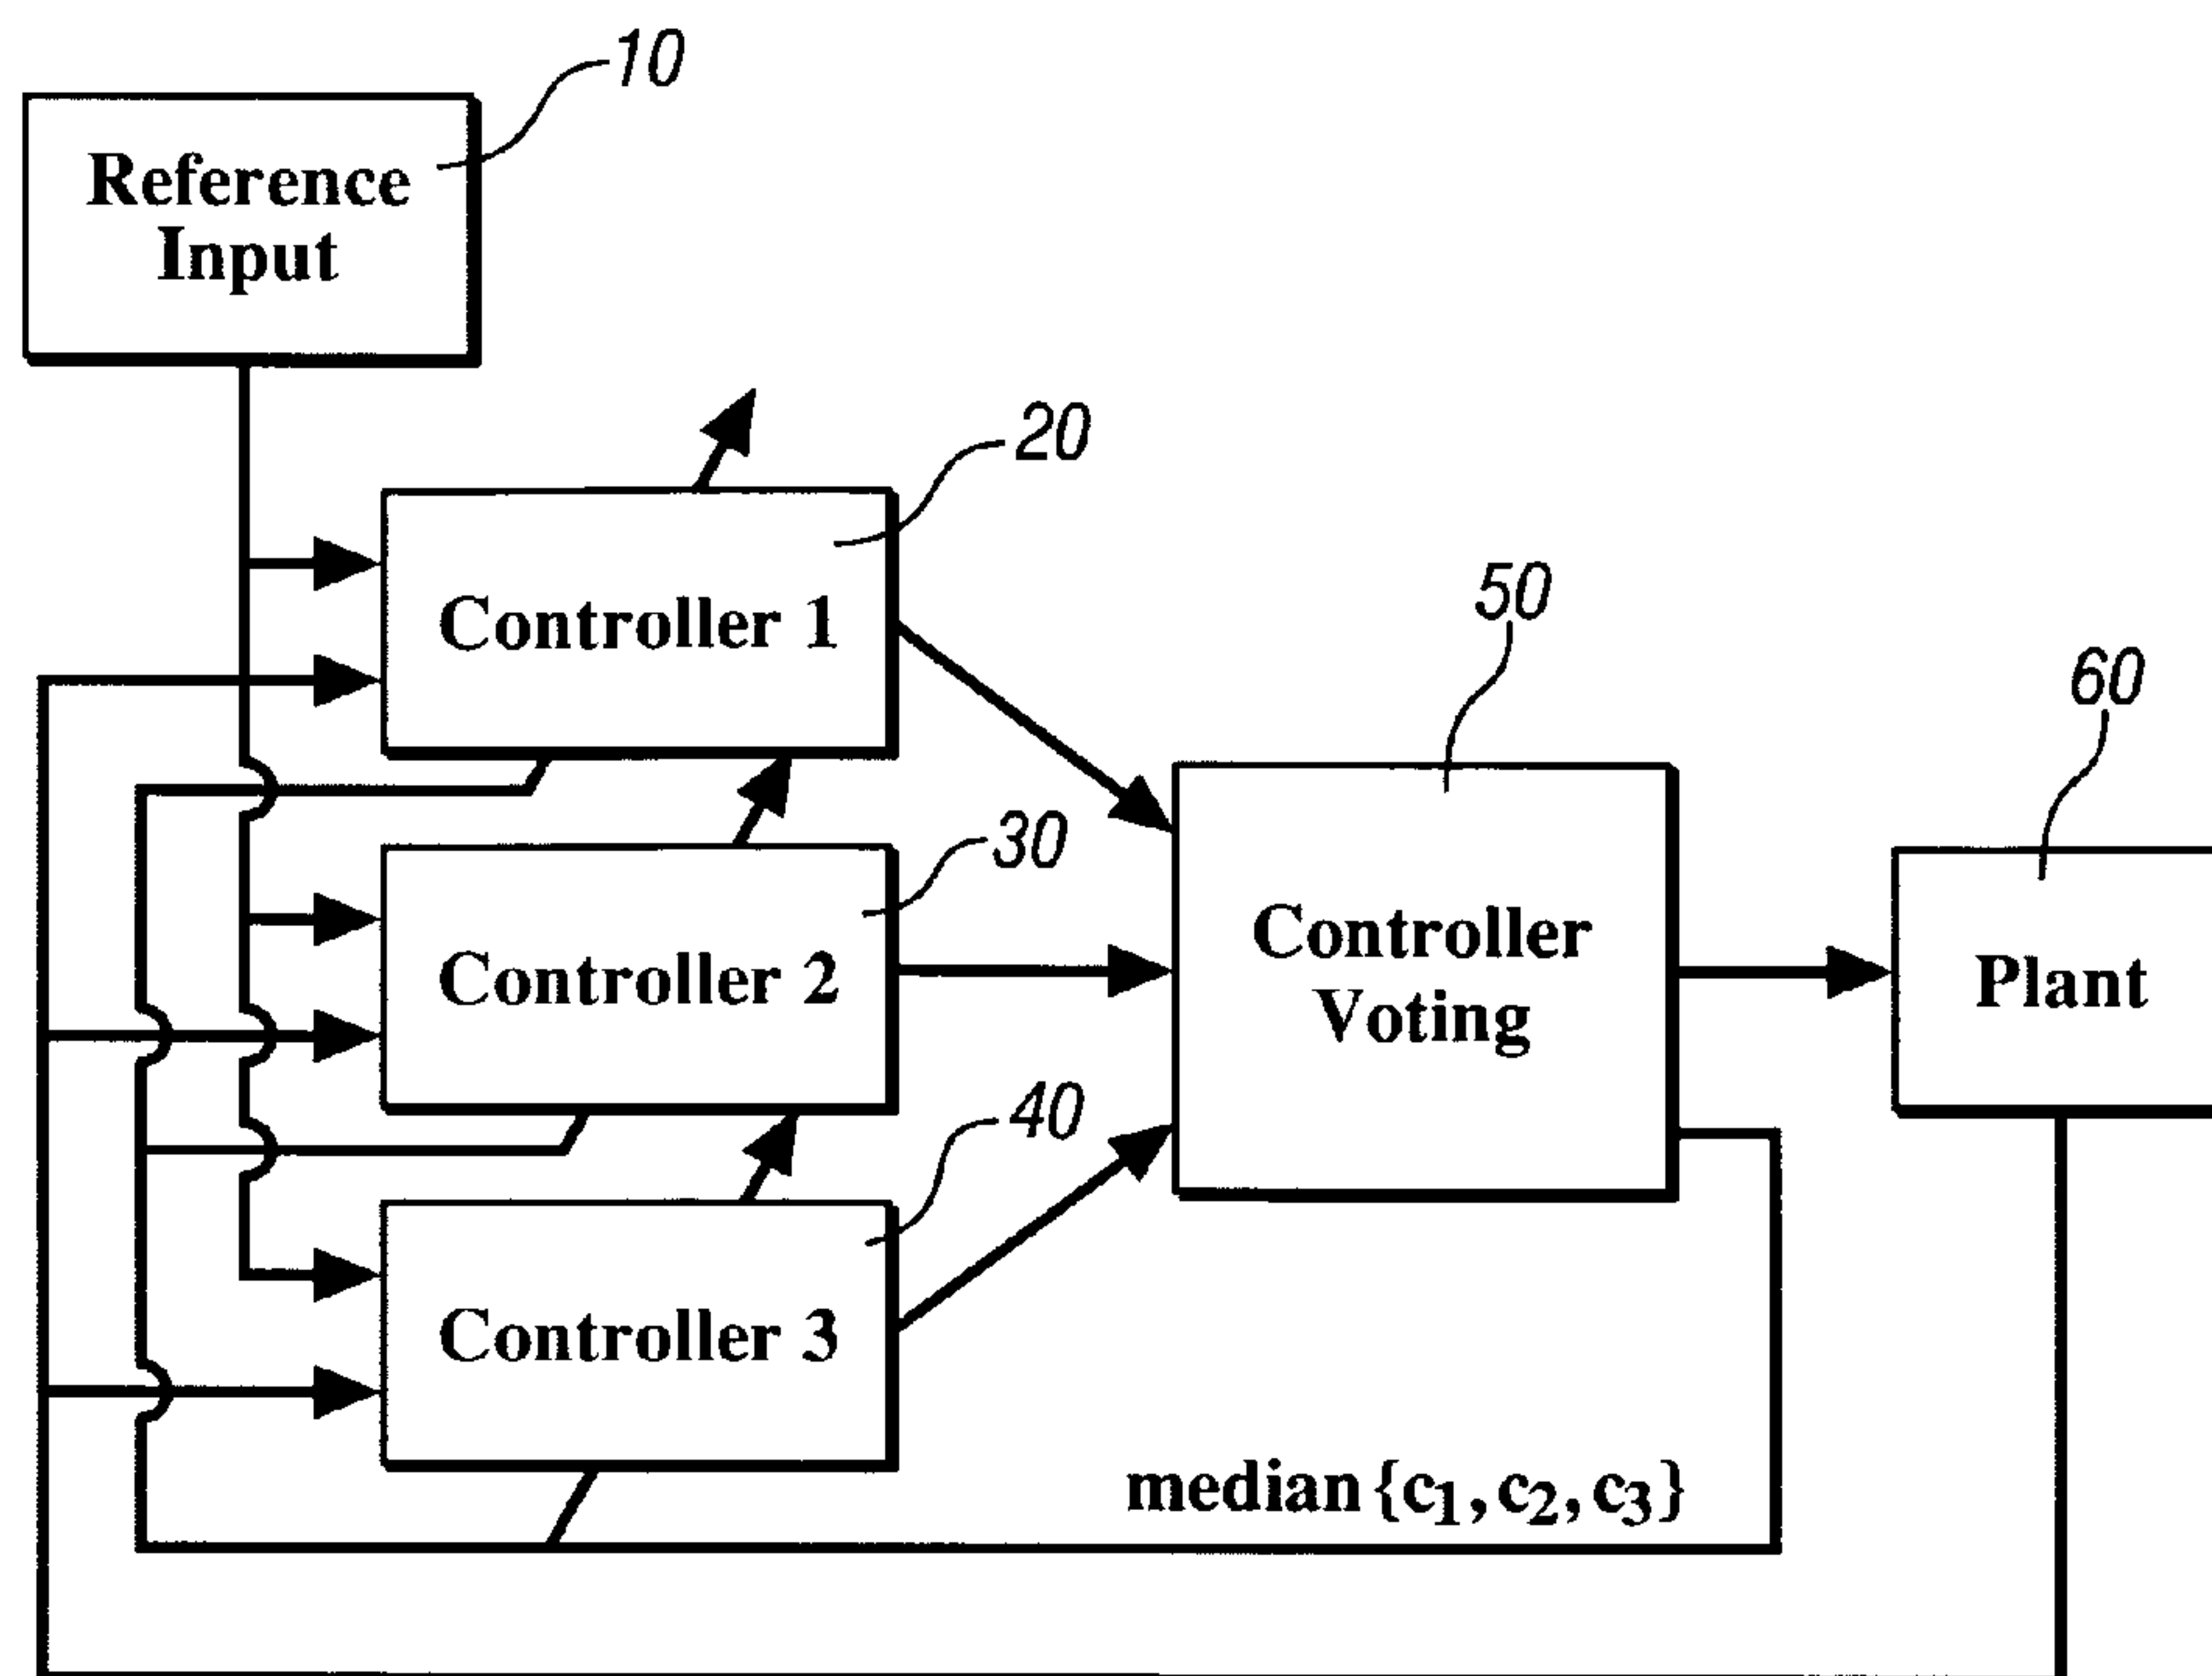 10
Reference
Input
20
Controller 1
50
60
30
Controller 2
Controller
Voting
Plant
40
Controller 3
median {c₁, c₂, c₃}